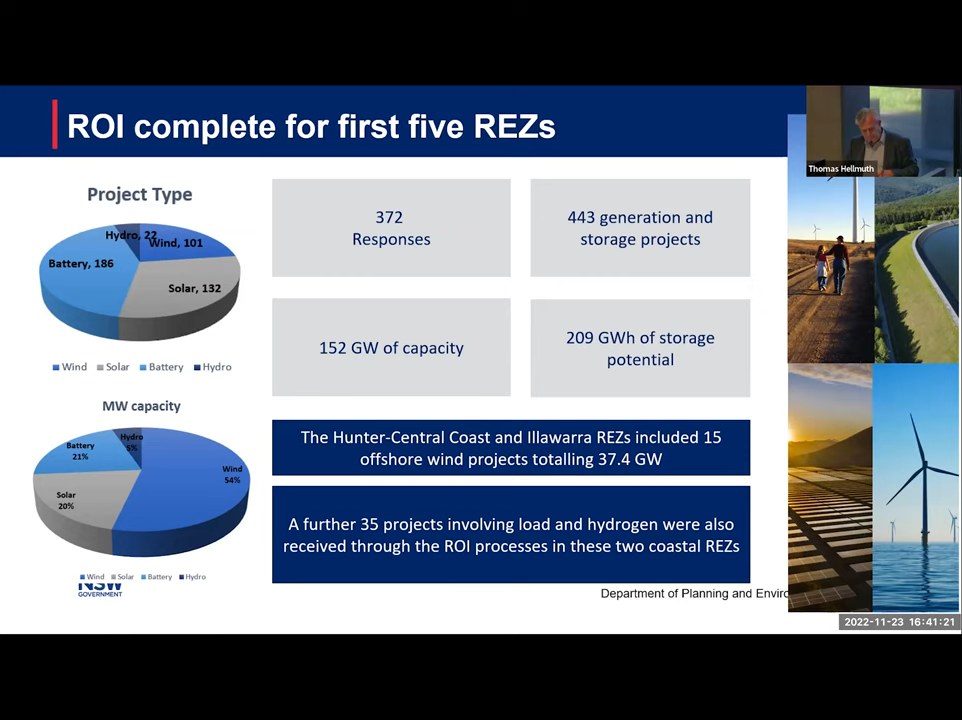 ROI complete for first five REZs
Thomas Hellmuth
Project Type
Hydro, 22
Wind, 101
Battery, 186
Solar, 132
Wind Solar Battery Hydro
MW capacity
Hydro
5%
Battery
21%
Wind
54%
Solar
20%
Wind Solar Battery Hydro
NSW
GOVERNMENT
372
Responses
443 generation and
storage projects
152 GW of capacity
209 GWh of storage
potential
The Hunter-Central Coast and Illawarra REZs included 15
offshore wind projects totalling 37.4 GW
A further 35 projects involving load and hydrogen were also
received through the ROI processes in these two coastal REZs
Department of Planning and Enviro
2022-11-23 16:41:21